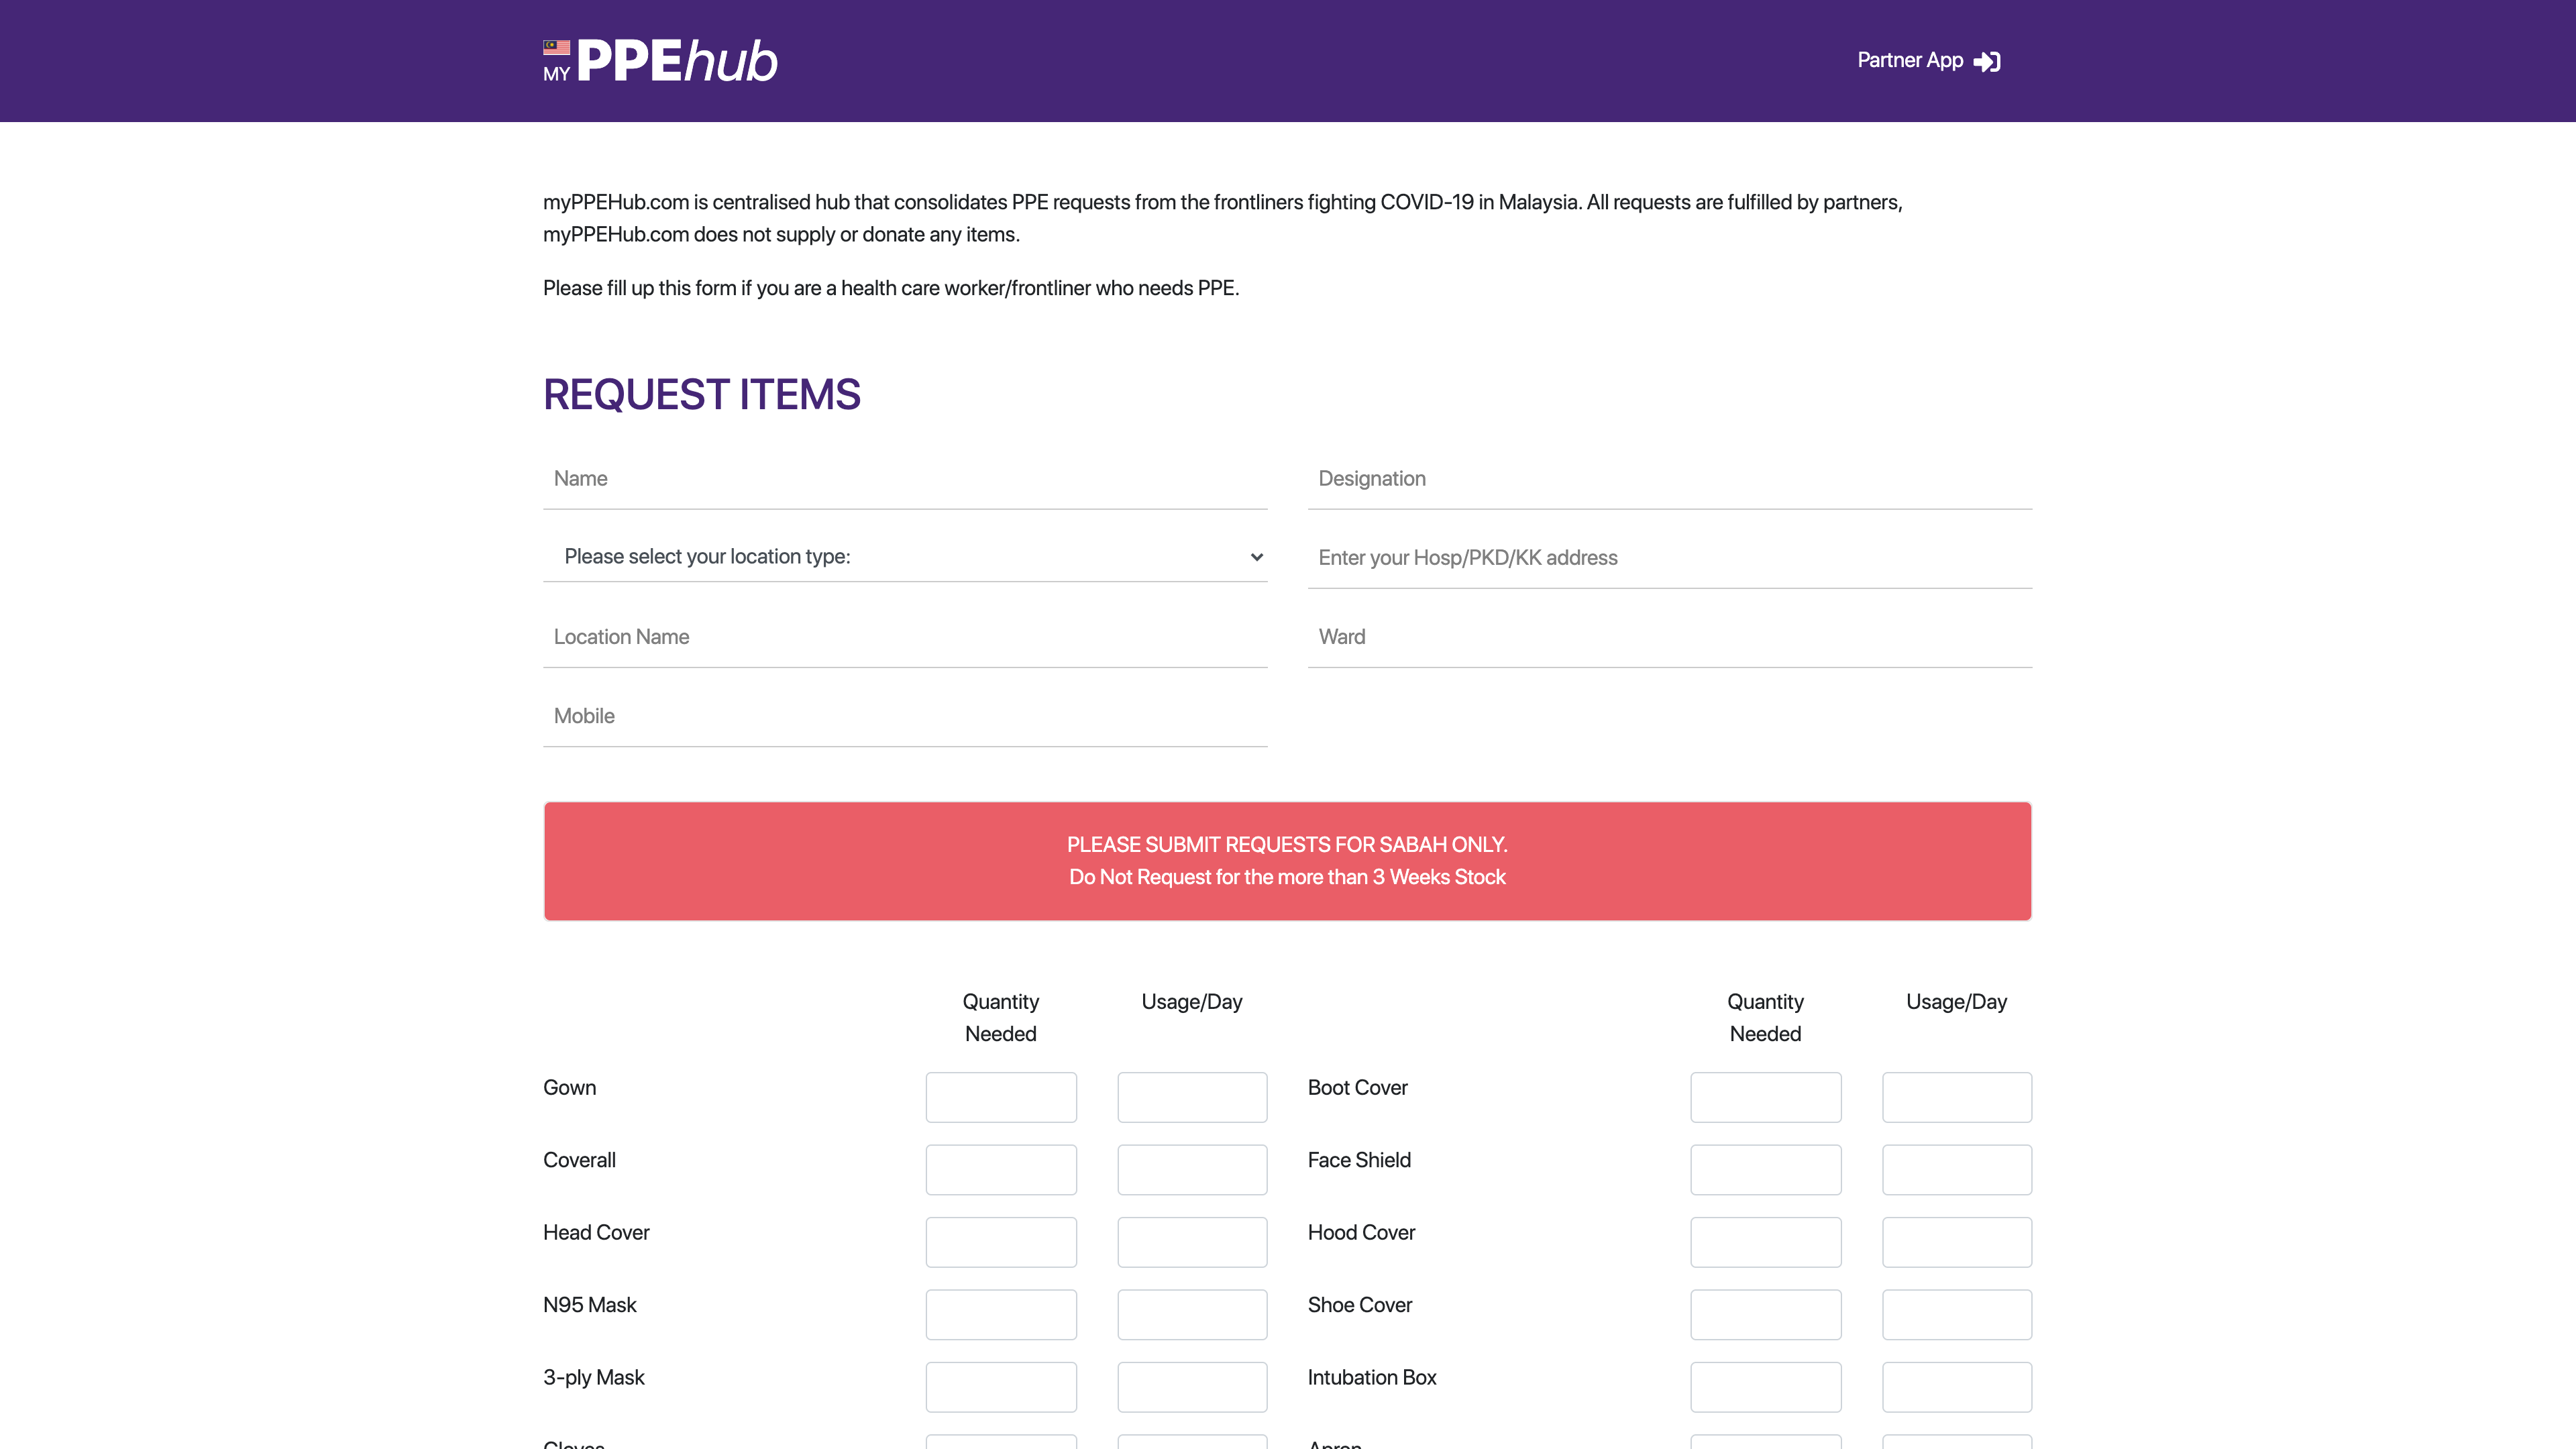 MY PPEhub
Partner App
myPPEHub.com is centralised hub that consolidates PPE requests from the frontliners fighting COVID-19 in Malaysia. All requests are fulfilled by partners,
myPPEHub.com does not supply or donate any items.
Please fill up this form if you are a health care worker/frontliner who needs PPE.
REQUEST ITEMS
Name
Designation
Please select your location type:
Enter your Hosp/PKD/KK address
Location Name
Ward
Mobile
PLEASE SUBMIT REQUESTS FOR SABAH ONLY.
Do Not Request for the more than 3 Weeks Stock
Quantity
Needed
Usage/Day
Quantity
Needed
Usage/Day
Gown
Boot Cover
Coverall
Face Shield
Head Cover
Hood Cover
N95 Mask
Shoe Cover
3-ply Mask
Intubation Box
Gloves
Apron